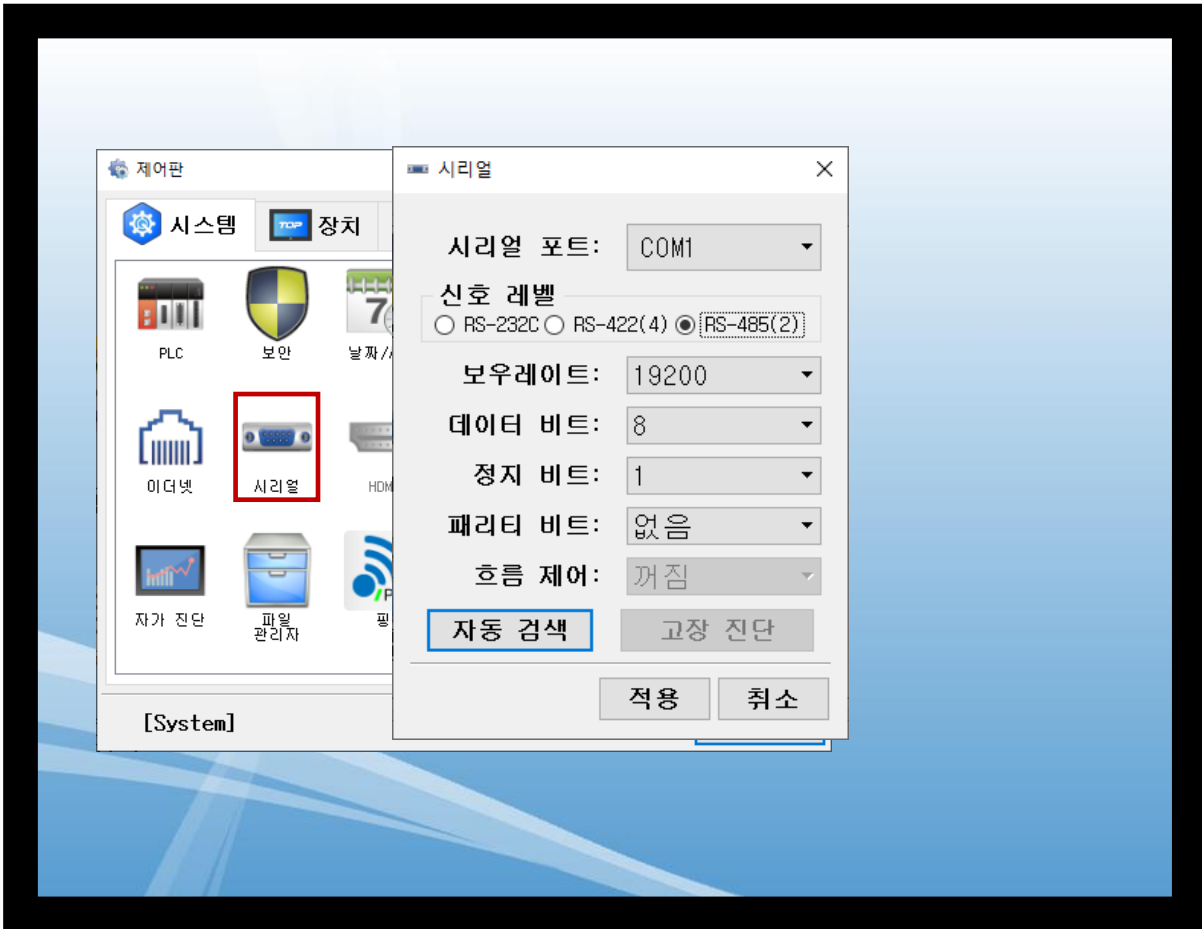 제어판
시스템
TOP
장치
PLC
보안
7
날짜/
이더넷
시리얼
HDM
자가 진단
파일
관리자
핑
[System]
시리얼
시리얼 포트: COM1
신호 레벨
RS-232C RS-422(4) RS-485(2)
보우레이트: 19200
데이터 비트: 8
정지 비트: 1
패리티 비트: 없음
흐름 제어: 꺼짐
자동 검색 고장 진단
적용 취소